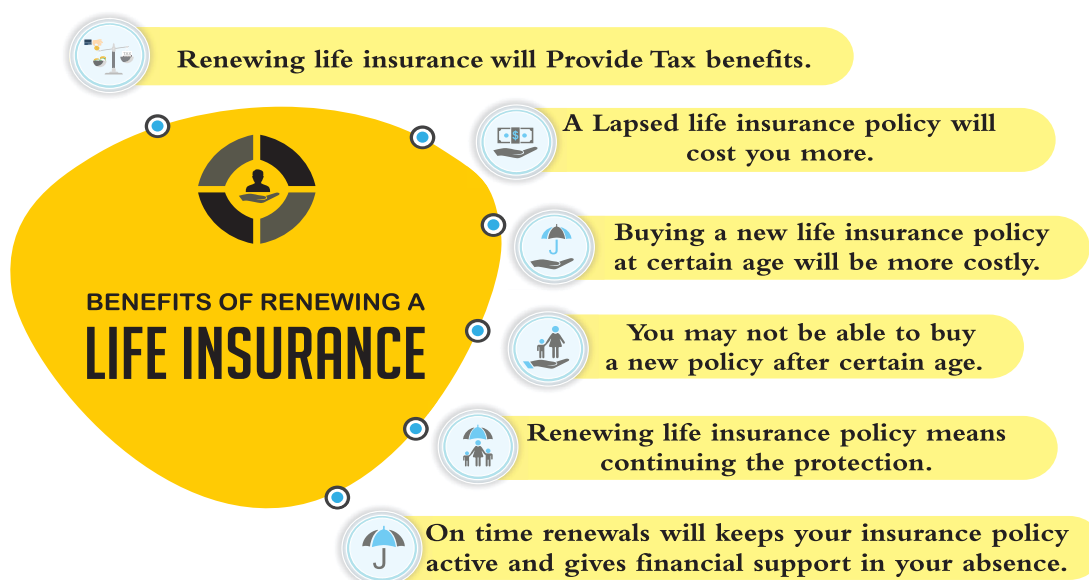 Renewing life insurance will Provide Tax benefits.
A Lapsed life insurance policy will
cost you more.
Buying a new life insurance policy
at certain age will be more costly.
BENEFITS OF RENEWING A
LIFE INSURANCE
You may not be able to buy
a new policy after certain age.
Renewing life insurance policy means
continuing the protection.
On time renewals will keeps your insurance policy
active and gives financial support in your absence.